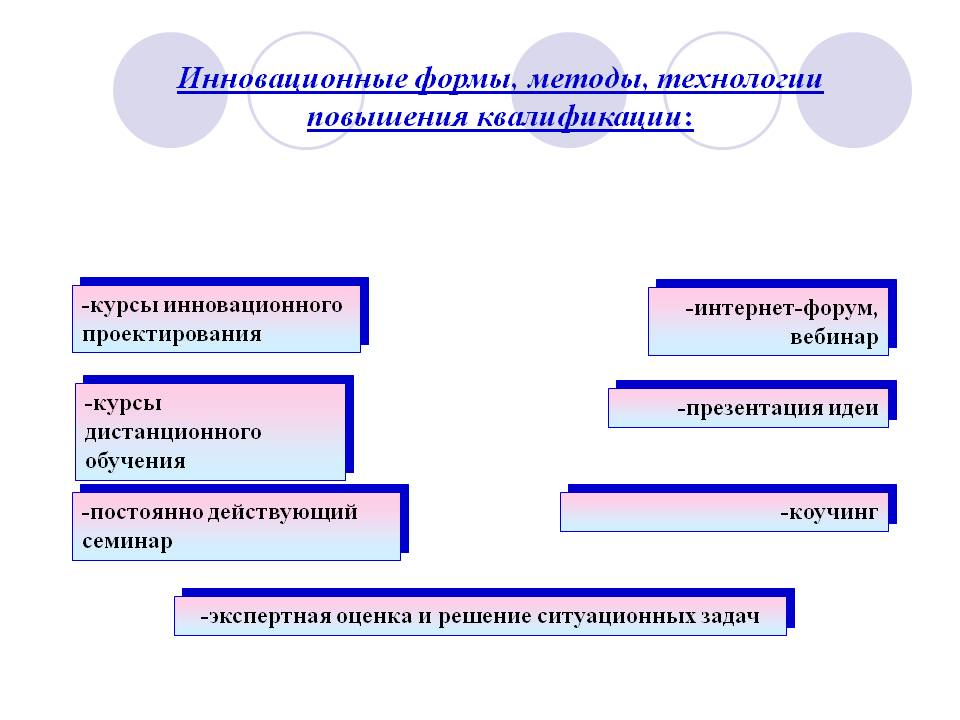 Инновационные формы, методы, технологии
повышения квалификации:
-курсы инновационного
проектирования
-интернет-форум,
вебинар
-курсы
дистанционного
обучения
-презентация идеи
-постоянно действующий
семинар
-коучинг
-экспертная оценка и решение ситуационных задач